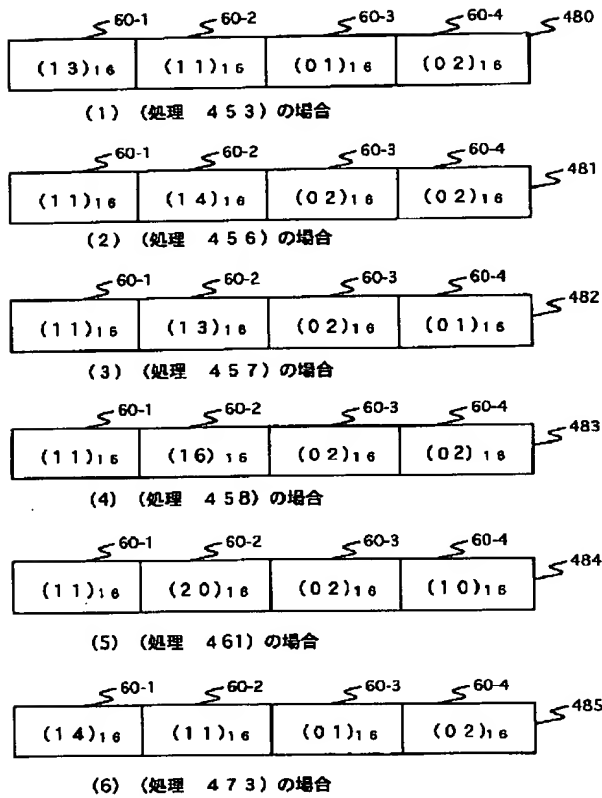 60-1 60-2 60-3 60-4 480
(13)₁₆ (11)₁₆ (01)₁₆ (02)₁₆
(1) (処理 453)の場合
60-1 60-2 60-3 60-4 481
(11)₁₆ (14)₁₆ (02)₁₆ (02)₁₆
(2) (処理 456)の場合
60-1 60-2 60-3 60-4 482
(11)₁₆ (13)₁₆ (02)₁₆ (01)₁₆
(3) (処理 457)の場合
60-1 60-2 60-3 60-4 483
(11)₁₆ (16)₁₆ (02)₁₆ (02)₁₆
(4) (処理 458)の場合
60-1 60-2 60-3 60-4 484
(11)₁₆ (20)₁₆ (02)₁₆ (10)₁₆
(5) (処理 461)の場合
60-1 60-2 60-3 60-4 485
(14)₁₆ (11)₁₆ (01)₁₆ (02)₁₆
(6) (処理 473)の場合